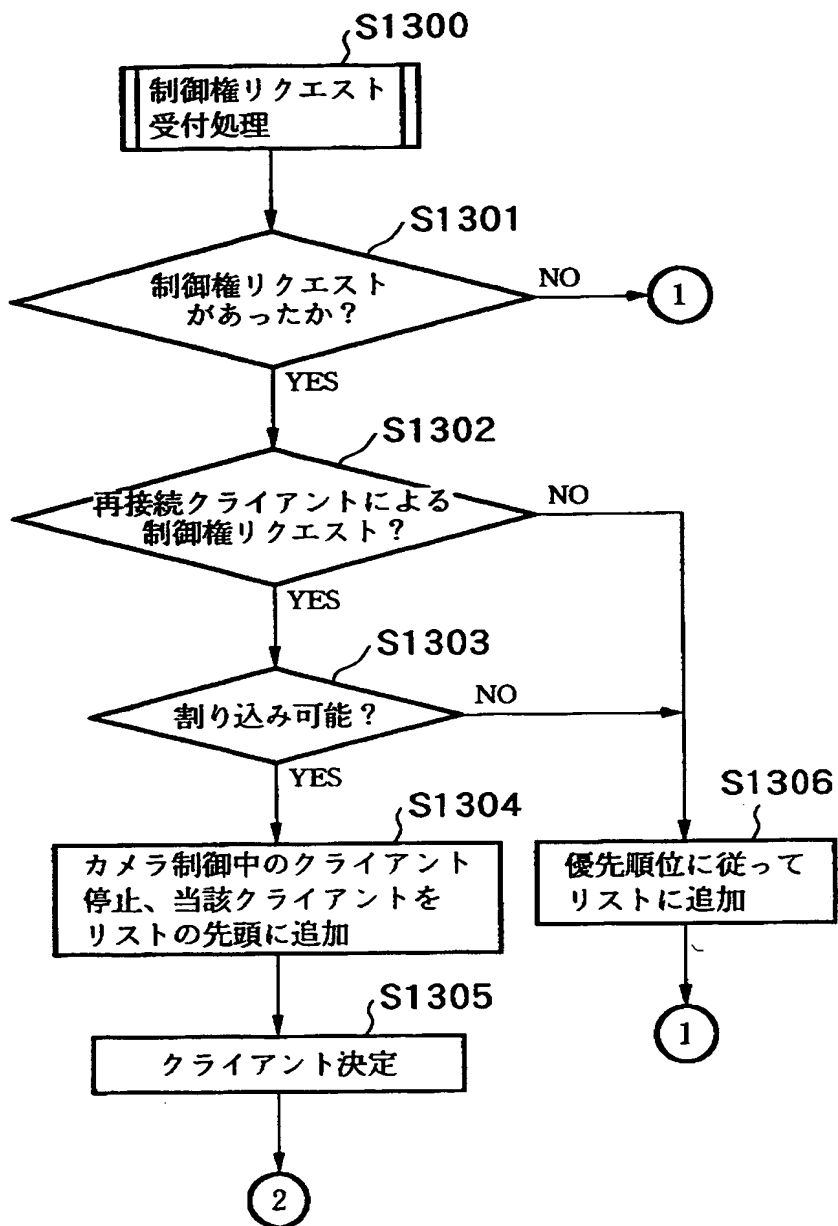 S1300
制御権リクエスト
受付処理
S1301
制御権リクエスト
があったか？
NO
1
YES
S1302
再接続クライアントによる
制御権リクエスト？
NO
YES
S1303
割り込み可能？
NO
YES
S1304
カメラ制御中のクライアント
停止、当該クライアントを
リストの先頭に追加
S1306
優先順位に従って
リストに追加
S1305
クライアント決定
1
2